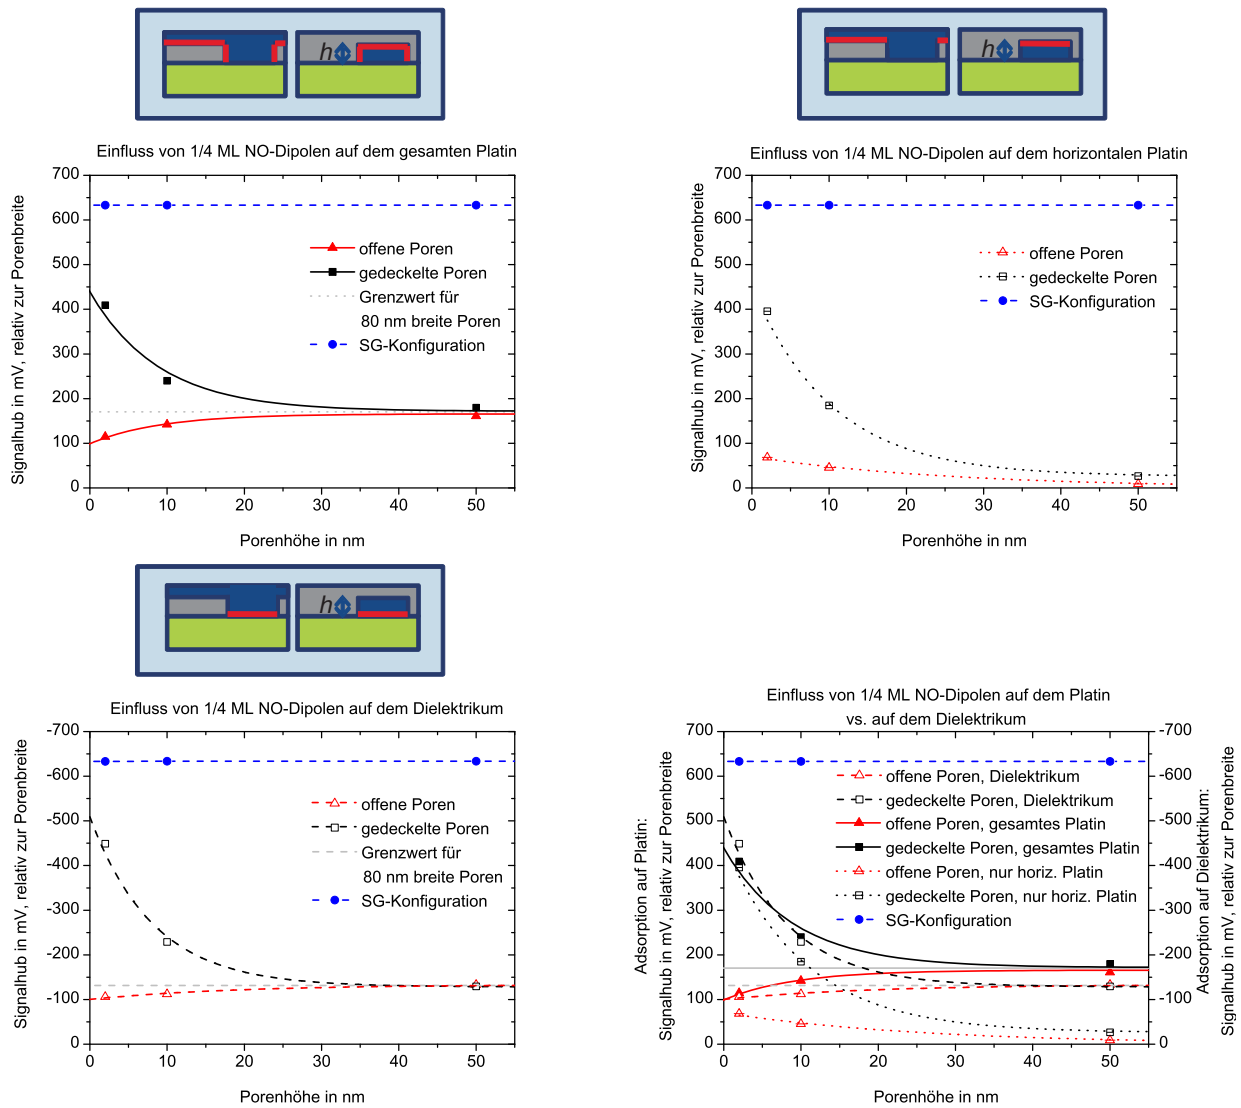 h
h
Einfluss von 1/4 ML NO-Dipolen auf dem gesamten Platin
Signalhub in mV, relativ zur Porenbreite
700
600
500
400
300
200
100
0
offene Poren
gedeckelte Poren
Grenzwert für
80 nm breite Poren
SG-Konfiguration
0 10 20 30 40 50
Porenhöhe in nm
Einfluss von 1/4 ML NO-Dipolen auf dem horizontalen Platin
Signalhub in mV, relativ zur Porenbreite
700
600
500
400
300
200
100
0
offene Poren
gedeckelte Poren
SG-Konfiguration
0 10 20 30 40 50
Porenhöhe in nm
h
Einfluss von 1/4 ML NO-Dipolen auf dem Dielektrikum
Signalhub in mV, relativ zur Porenbreite
-700
-600
-500
-400
-300
-200
-100
0
offene Poren
gedeckelte Poren
Grenzwert für
80 nm breite Poren
SG-Konfiguration
0 10 20 30 40 50
Porenhöhe in nm
Einfluss von 1/4 ML NO-Dipolen auf dem Platin
vs. auf dem Dielektrikum
Adsorption auf Platin:
Signalhub in mV, relativ zur Porenbreite
700
600
500
400
300
200
100
0
offene Poren, Dielektrikum
gedeckelte Poren, Dielektrikum
offene Poren, gesamtes Platin
gedeckelte Poren, gesamtes Platin
offene Poren, nur horiz. Platin
gedeckelte Poren, nur horiz. Platin
SG-Konfiguration
-700
-600
-500
-400
-300
-200
-100
0
Adsorption auf Dielektrikum:
Signalhub in mV, relativ zur Porenbreite
0 10 20 30 40 50
Porenhöhe in nm